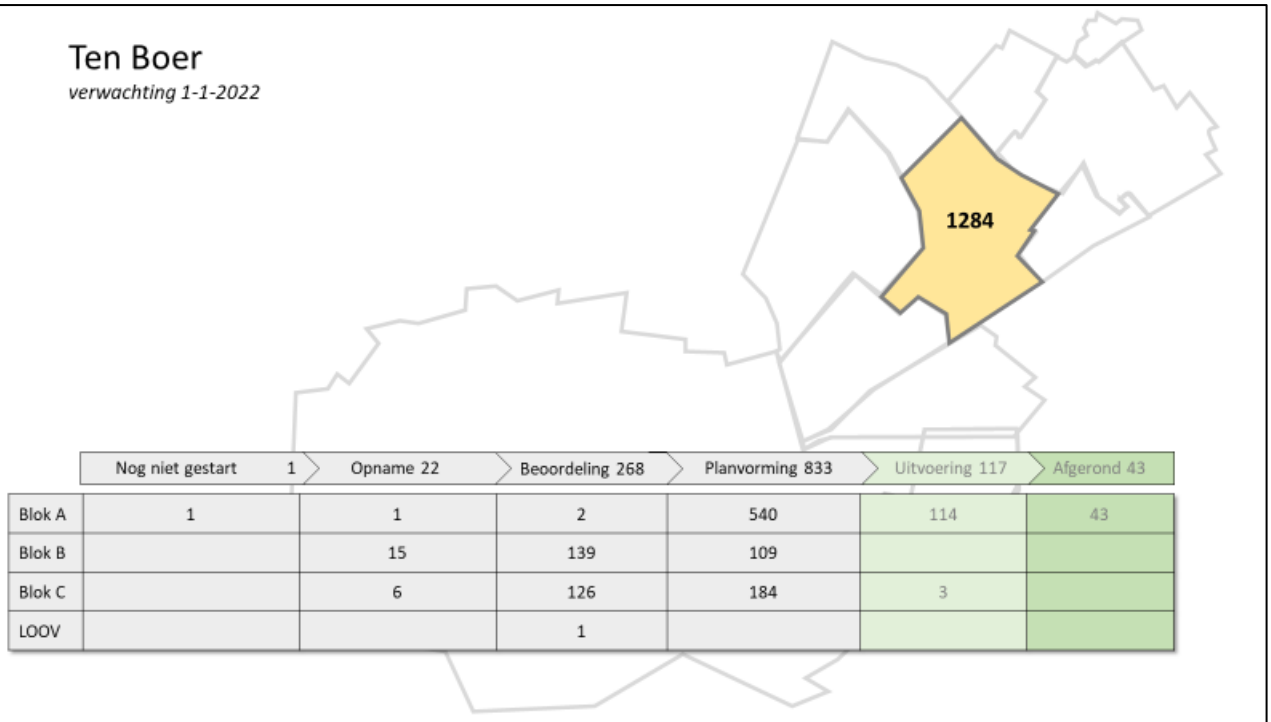 Ten Boer
verwachting 1-1-2022
1284
Nog niet gestart 1 Opname 22 Beoordeling 268 Planvorming 833 Uitvoering 117 Afgerond 43
Blok A 1 1 2 540 114 43
Blok B 15 139 109
Blok C 6 126 184 3
LOOV 1